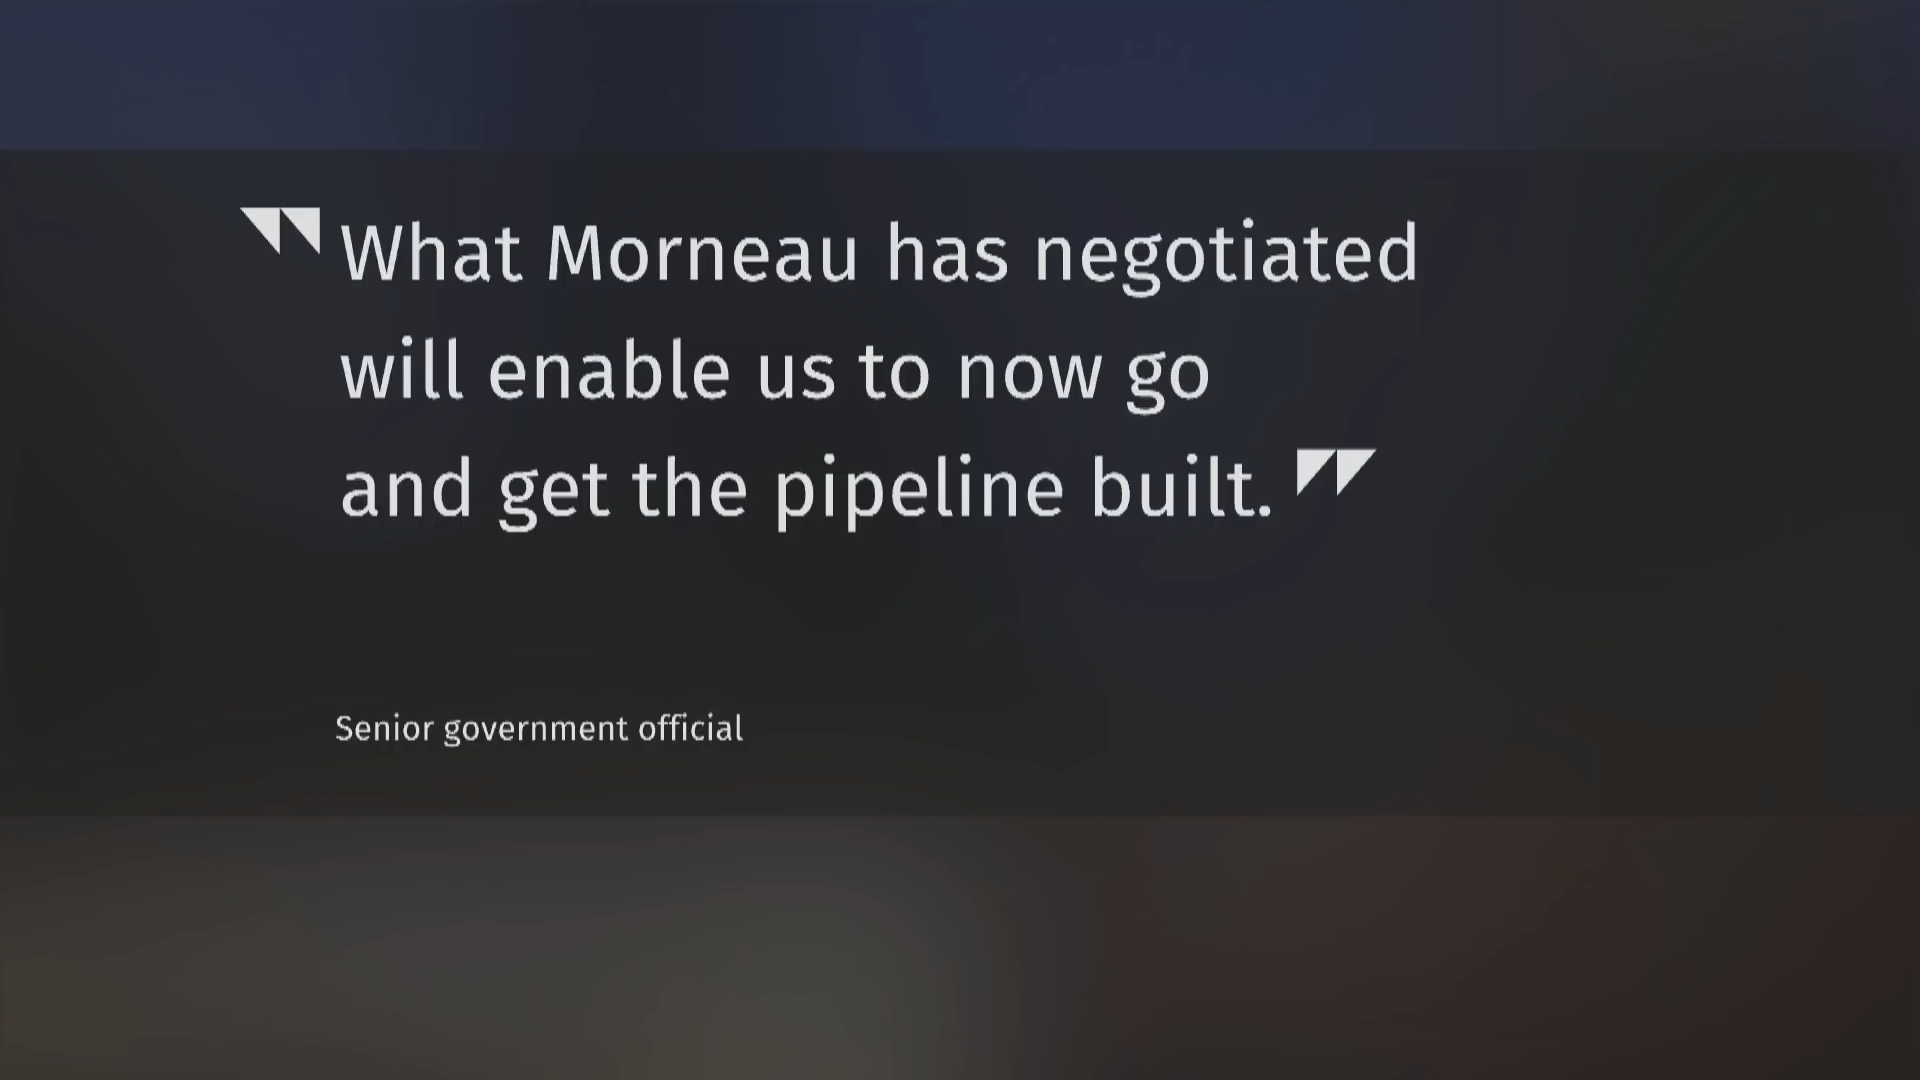 "What Morneau has negotiated
will enable us to now go
and get the pipeline built."
Senior government official